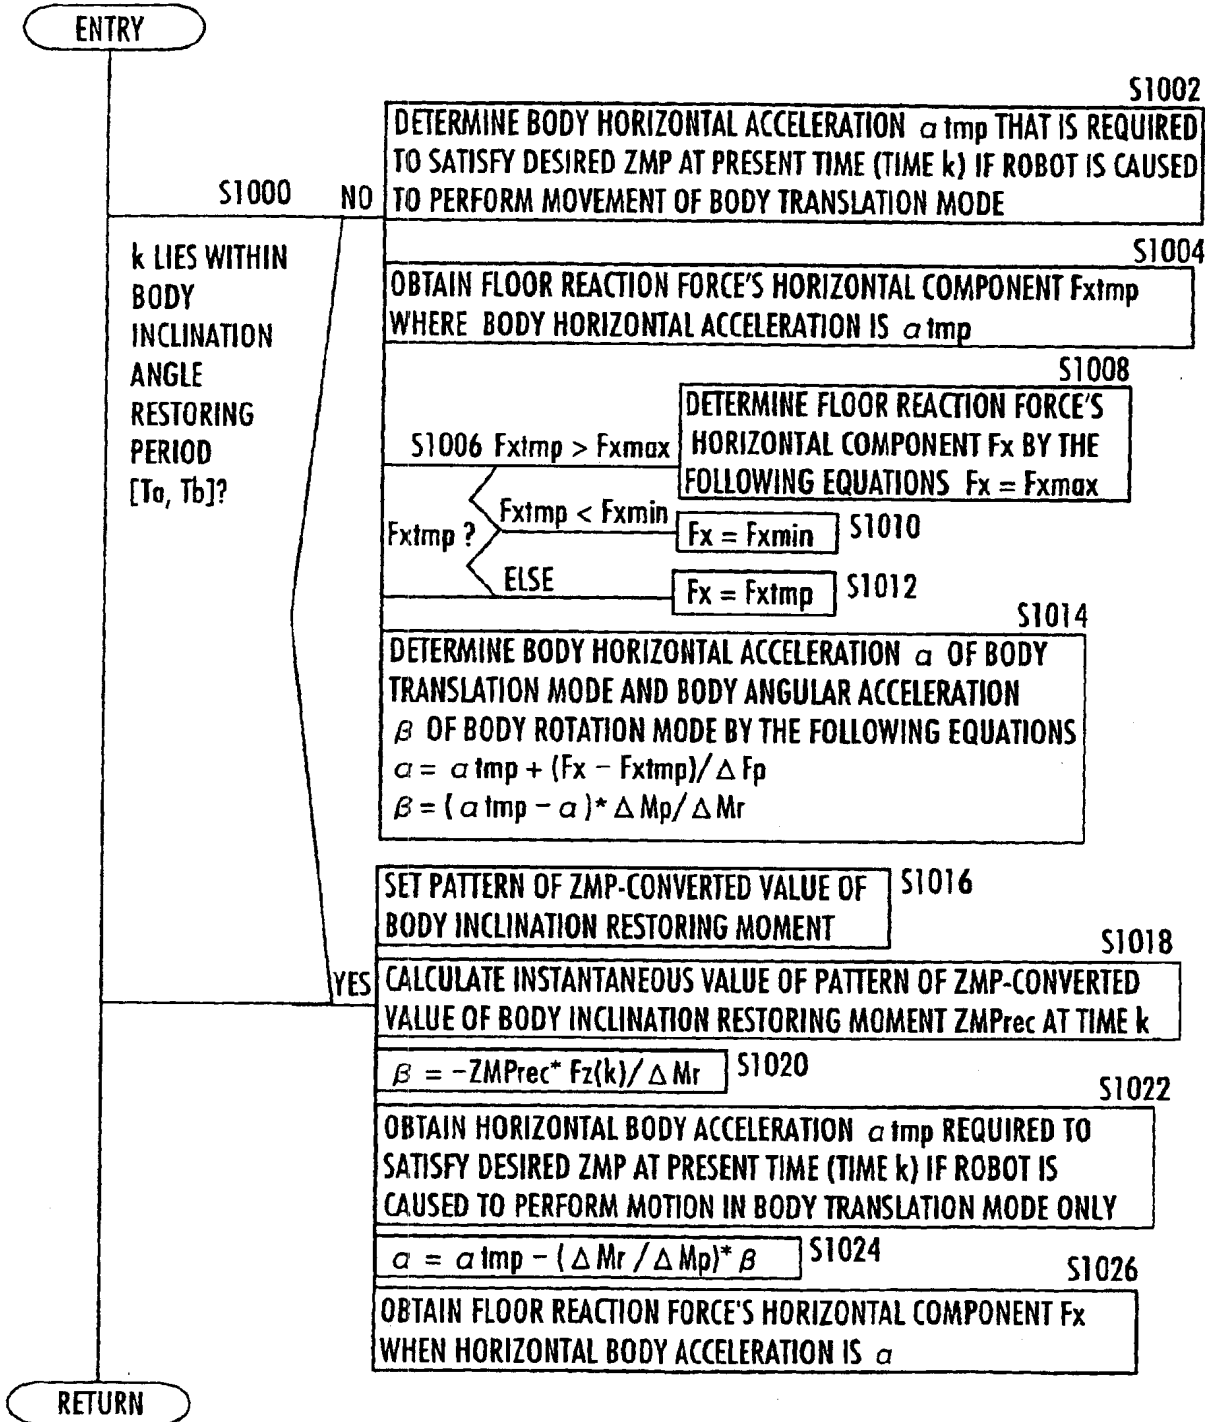 ENTRY
S1002
DETERMINE BODY HORIZONTAL ACCELERATION α tmp THAT IS REQUIRED
TO SATISFY DESIRED ZMP AT PRESENT TIME (TIME k) IF ROBOT IS CAUSED
TO PERFORM MOVEMENT OF BODY TRANSLATION MODE
S1000 NO
k LIES WITHIN
BODY
INCLINATION
ANGLE
RESTORING
PERIOD
[Ta, Tb]?
S1004
OBTAIN FLOOR REACTION FORCE'S HORIZONTAL COMPONENT Fxtmp
WHERE BODY HORIZONTAL ACCELERATION IS α tmp
S1008
DETERMINE FLOOR REACTION FORCE'S
HORIZONTAL COMPONENT Fx BY THE
FOLLOWING EQUATIONS Fx = Fxmax
S1006 Fxtmp > Fxmax
Fxtmp ?
Fxtmp < Fxmin
Fx = Fxmin S1010
ELSE
Fx = Fxtmp S1012
S1014
DETERMINE BODY HORIZONTAL ACCELERATION α OF BODY
TRANSLATION MODE AND BODY ANGULAR ACCELERATION
β OF BODY ROTATION MODE BY THE FOLLOWING EQUATIONS
α = α tmp + (Fx − Fxtmp)/ Δ Fp
β = ( α tmp − α )* Δ Mp/ Δ Mr
SET PATTERN OF ZMP-CONVERTED VALUE OF S1016
BODY INCLINATION RESTORING MOMENT
S1018
YES
CALCULATE INSTANTANEOUS VALUE OF PATTERN OF ZMP-CONVERTED
VALUE OF BODY INCLINATION RESTORING MOMENT ZMPrec AT TIME k
β = −ZMPrec* Fz(k)/ Δ Mr S1020
S1022
OBTAIN HORIZONTAL BODY ACCELERATION α tmp REQUIRED TO
SATISFY DESIRED ZMP AT PRESENT TIME (TIME k) IF ROBOT IS
CAUSED TO PERFORM MOTION IN BODY TRANSLATION MODE ONLY
α = α tmp − ( Δ Mr / Δ Mp)* β S1024
S1026
OBTAIN FLOOR REACTION FORCE'S HORIZONTAL COMPONENT Fx
WHEN HORIZONTAL BODY ACCELERATION IS α
RETURN